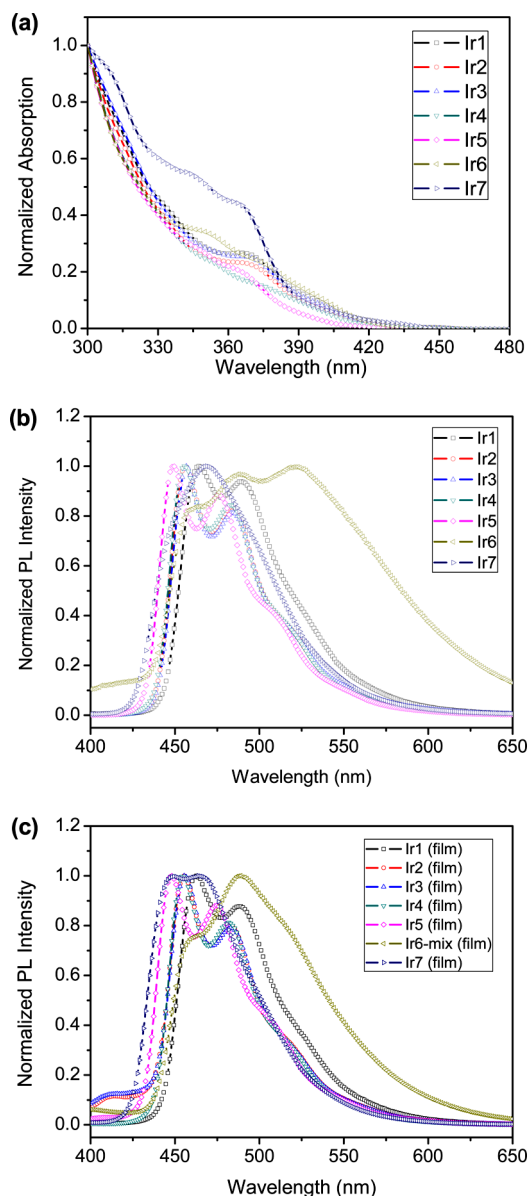 (a)
1.0
0.8
0.6
0.4
0.2
0.0
Normalized Absorption
Ir1
Ir2
Ir3
Ir4
Ir5
Ir6
Ir7
300 330 360 390 420 450 480
Wavelength (nm)
(b)
1.2
1.0
0.8
0.6
0.4
0.2
0.0
Normalized PL Intensity
Ir1
Ir2
Ir3
Ir4
Ir5
Ir6
Ir7
400 450 500 550 600 650
Wavelength (nm)
(c)
1.2
1.0
0.8
0.6
0.4
0.2
0.0
Normalized PL Intensity
Ir1 (film)
Ir2 (film)
Ir3 (film)
Ir4 (film)
Ir5 (film)
Ir6-mix (film)
Ir7 (film)
400 450 500 550 600 650
Wavelength (nm)